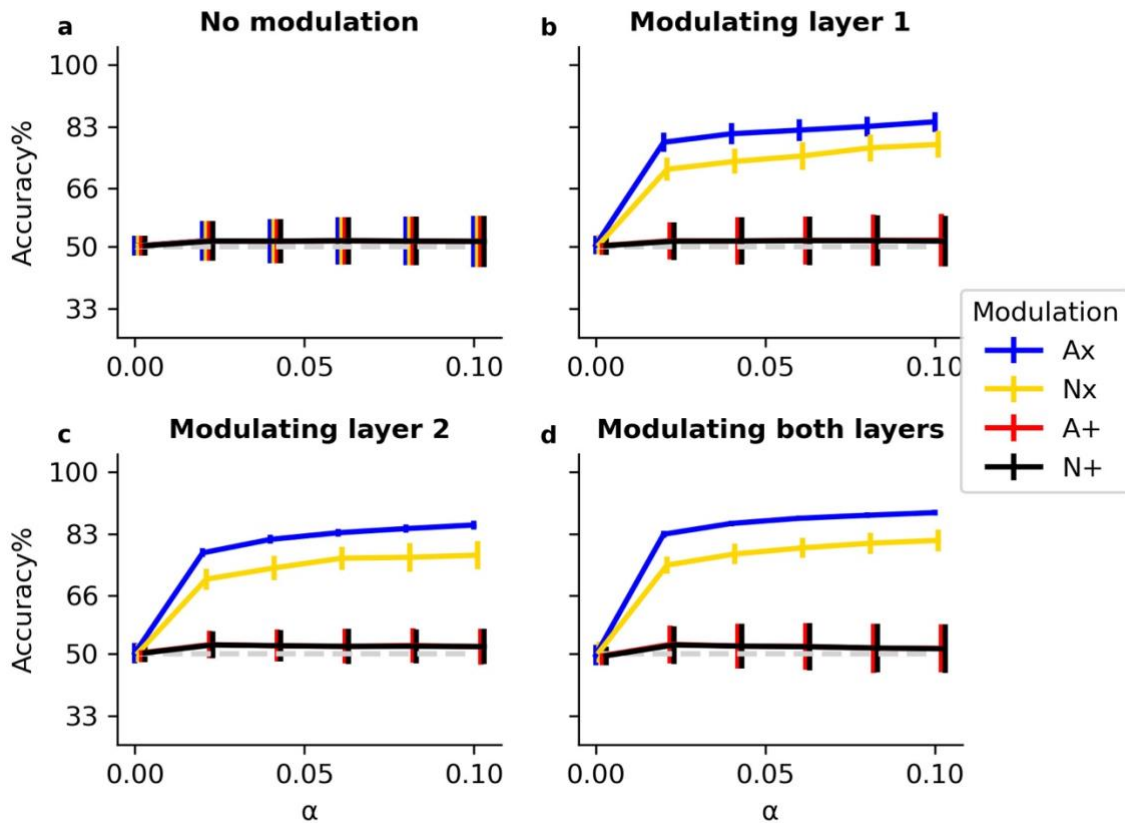 a No modulation
100
83
66
50
33
Accuracy%
0.00 0.05 0.10
b Modulating layer 1
0.00 0.05 0.10
Modulation
Ax
Nx
A+
N+
c Modulating layer 2
100
83
66
50
33
Accuracy%
0.00 0.05 0.10
α
d Modulating both layers
0.00 0.05 0.10
α